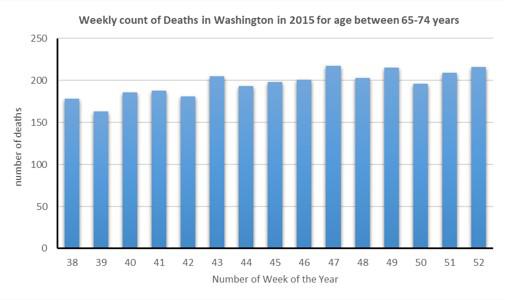 Weekly count of Deaths in Washington in 2015 for age between 65-74 years
250
200
150
100
50
0
number of deaths
38 39 40 41 42 43 44 45 46 47 48 49 50 51 52
Number of Week of the Year